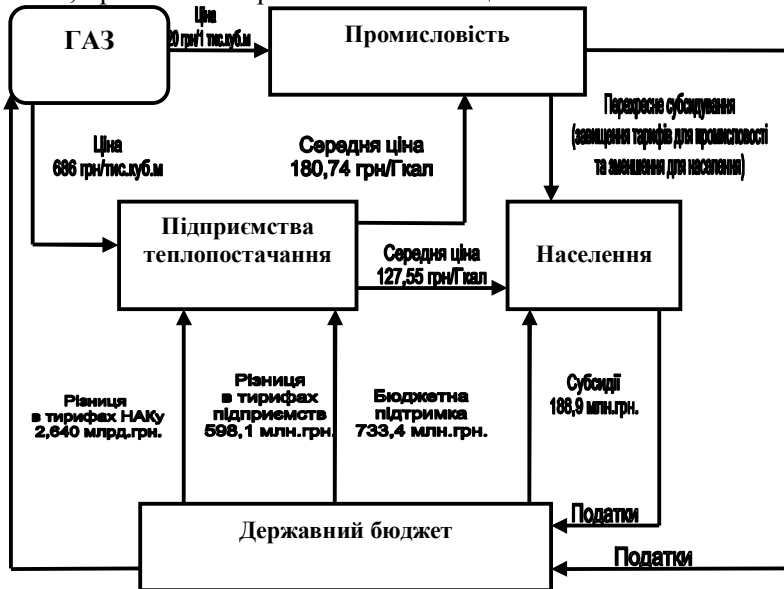 ГАЗ
Ціна
20 грн/1 тис.куб.м
Промисловість
Ціна
686 грн/тис.куб.м
Середня ціна
180,74 грн/Гкал
Перехресне субсидування
(завищення тарифів для промисловості
та зменшення для населення)
Підприємства
теплопостачання
Середня ціна
127,55 грн/Гкал
Населення
Різниця
в тирифах НАКу
2,640 млрд.грн.
Різниця
в тирифах
підприємств
598,1 млн.грн.
Бюджетна
підтримка
733,4 млн.грн.
Субсидії
188,9 млн.грн.
Державний бюджет
Податки
Податки